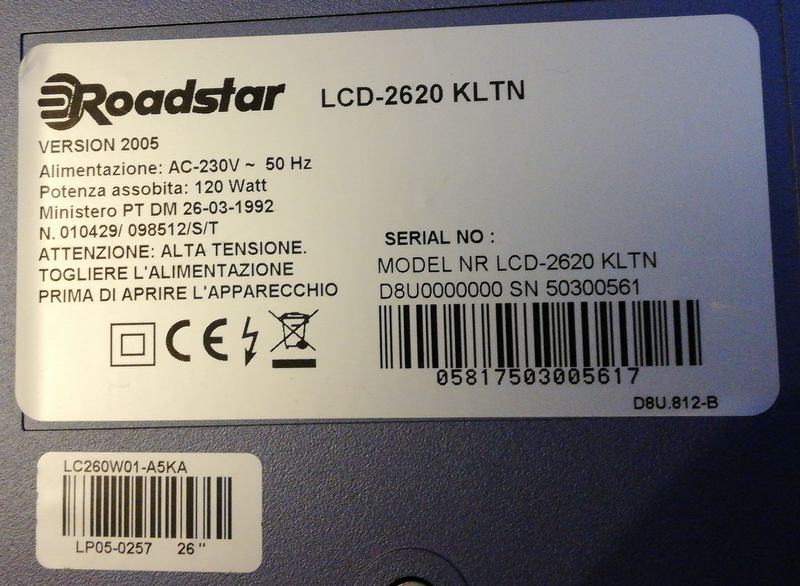 Roadstar LCD-2620 KLTN
VERSION 2005
Alimentazione: AC-230V ~ 50 Hz
Potenza assobita: 120 Watt
Ministero PT DM 26-03-1992
N. 010429/ 098512/S/T
ATTENZIONE: ALTA TENSIONE.
TOGLIERE L'ALIMENTAZIONE
PRIMA DI APRIRE L'APPARECCHIO
CE
SERIAL NO :
MODEL NR LCD-2620 KLTN
D8U0000000 SN 50300561
05817503005617
D8U.812-B
LC260W01-A5KA
LP05-0257 26 "